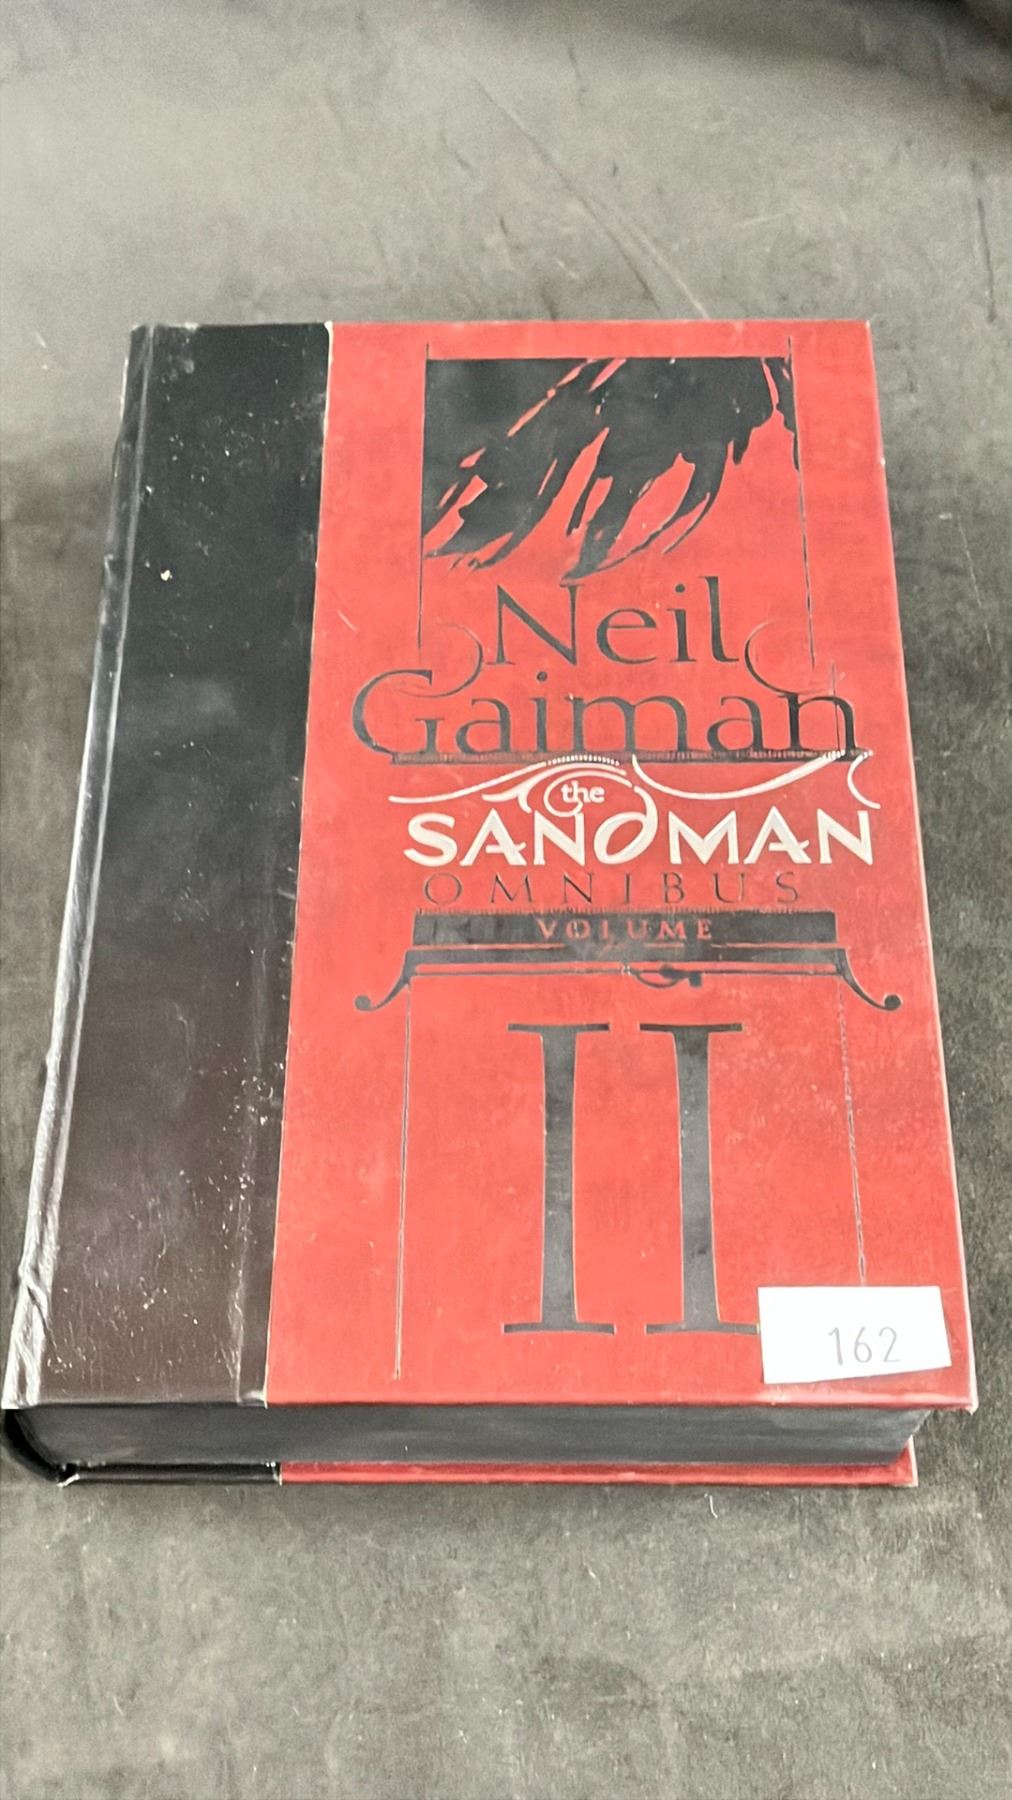 Neil
Gaiman
the
SANDMAN
OMNIBUS
VOLUME
II
162